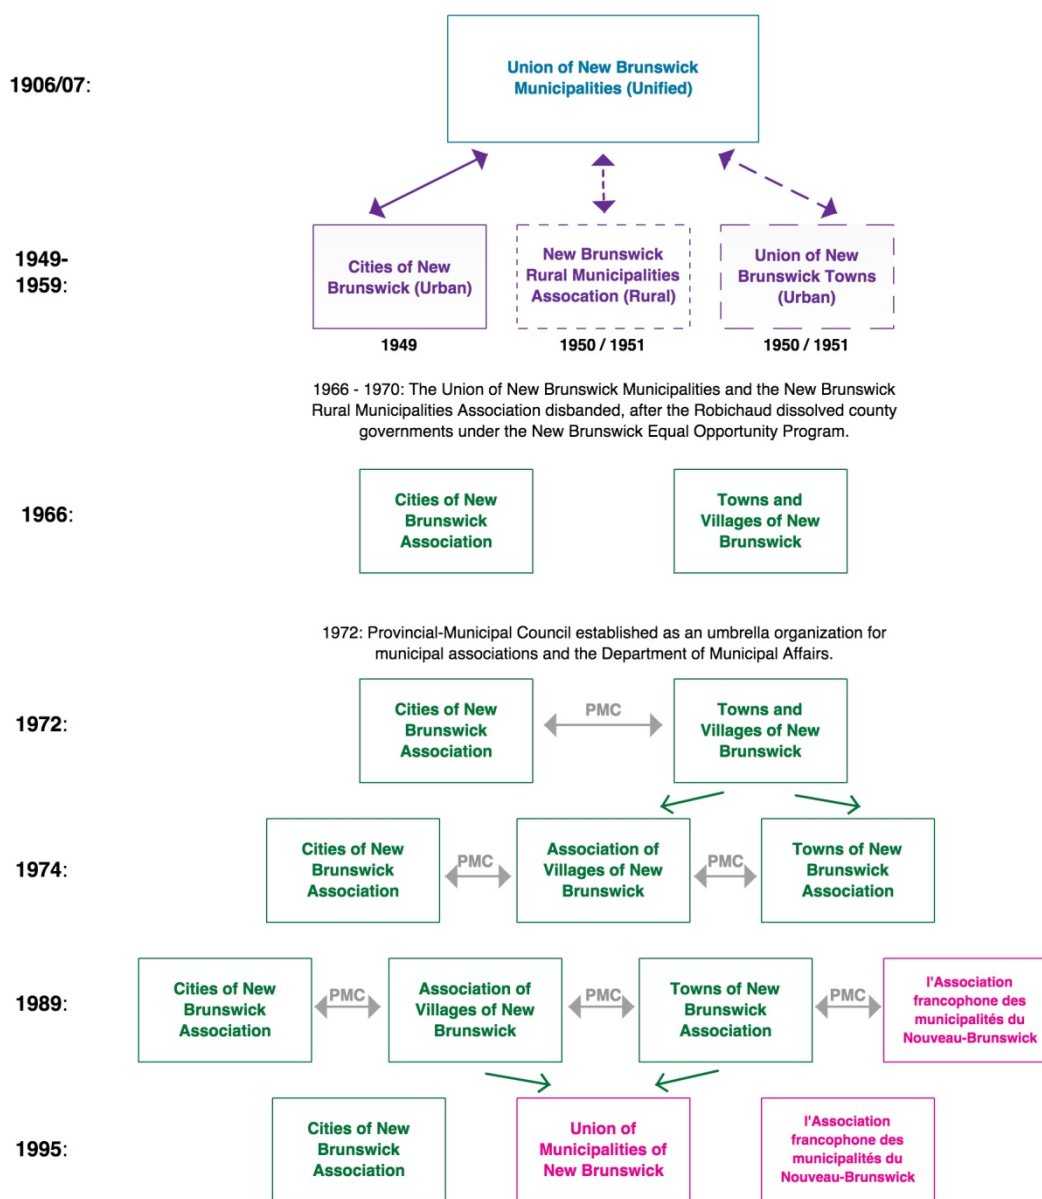 1906/07:
Union of New Brunswick
Municipalities (Unified)
1949-
1959:
Cities of New
Brunswick (Urban)
New Brunswick
Rural Municipalities
Assocation (Rural)
Union of New
Brunswick Towns
(Urban)
1949
1950 / 1951
1950 / 1951
1966 - 1970: The Union of New Brunswick Municipalities and the New Brunswick
Rural Municipalities Association disbanded, after the Robichaud dissolved county
governments under the New Brunswick Equal Opportunity Program.
1966:
Cities of New
Brunswick
Association
Towns and
Villages of New
Brunswick
1972: Provincial-Municipal Council established as an umbrella organization for
municipal associations and the Department of Municipal Affairs.
1972:
Cities of New
Brunswick
Association
PMC
Towns and
Villages of New
Brunswick
1974:
Cities of New
Brunswick
Association
PMC
Association of
Villages of New
Brunswick
PMC
Towns of New
Brunswick
Association
1989:
Cities of New
Brunswick
Association
PMC
Association of
Villages of New
Brunswick
PMC
Towns of New
Brunswick
Association
PMC
l'Association
francophone des
municipalités du
Nouveau-Brunswick
1995:
Cities of New
Brunswick
Association
Union of
Municipalities of
New Brunswick
l'Association
francophone des
municipalités du
Nouveau-Brunswick